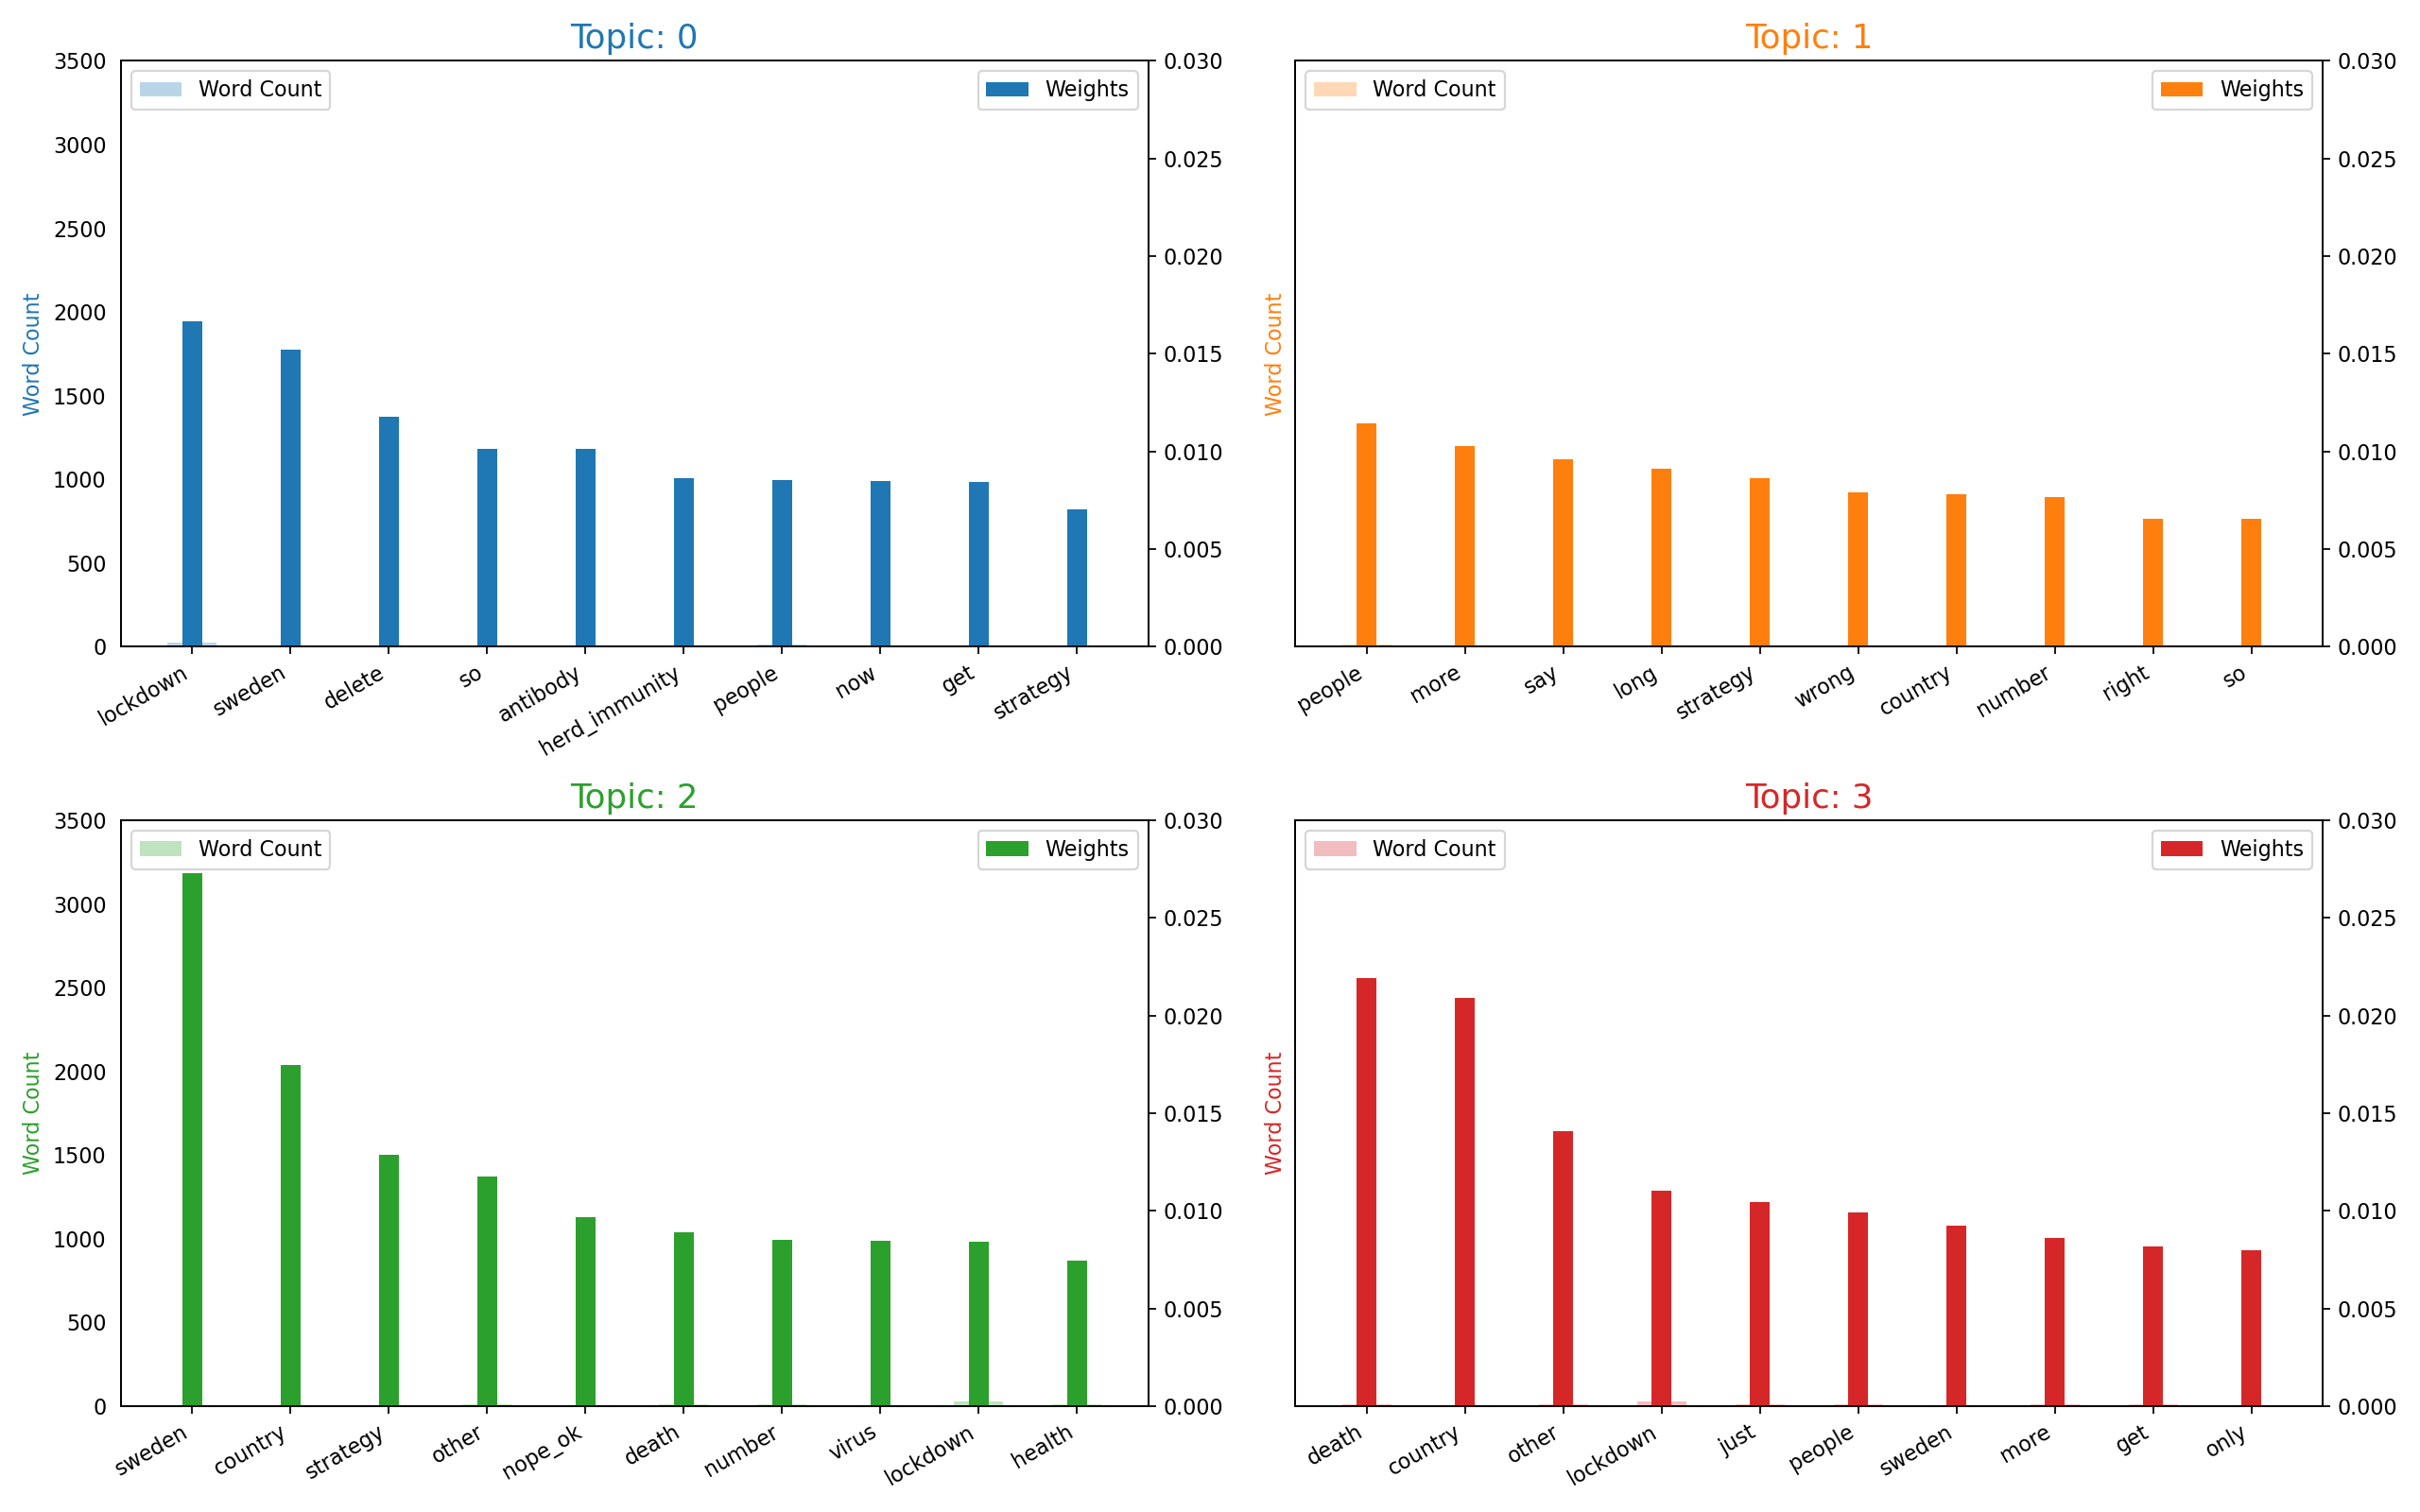 Topic: 0
Word Count
Weights
3500
3000
2500
2000
1500
1000
500
0
0.030
0.025
0.020
0.015
0.010
0.005
0.000
Word Count
lockdown
sweden
delete
so
antibody
herd_immunity
people
now
get
strategy
Topic: 1
Word Count
Weights
0.030
0.025
0.020
0.015
0.010
0.005
0.000
Word Count
people
more
say
long
strategy
wrong
country
number
right
so
Topic: 2
Word Count
Weights
3500
3000
2500
2000
1500
1000
500
0
0.030
0.025
0.020
0.015
0.010
0.005
0.000
Word Count
sweden
country
strategy
other
nope_ok
death
number
virus
lockdown
health
Topic: 3
Word Count
Weights
0.030
0.025
0.020
0.015
0.010
0.005
0.000
Word Count
death
country
other
lockdown
just
people
sweden
more
get
only